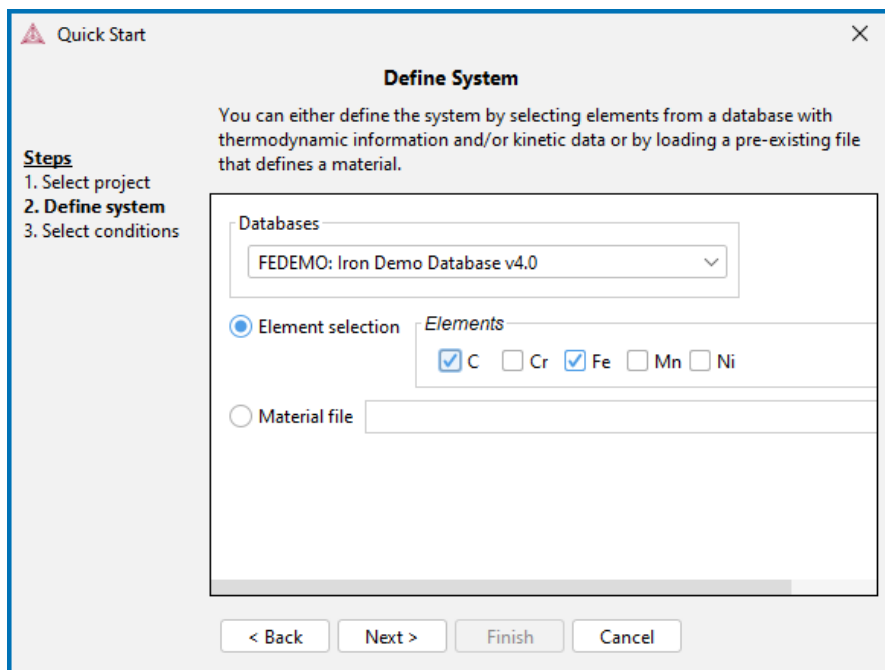 Quick Start
Define System
You can either define the system by selecting elements from a database with
thermodynamic information and/or kinetic data or by loading a pre-existing file
that defines a material.
Steps
1. Select project
2. Define system
3. Select conditions
Databases
FEDEMO: Iron Demo Database v4.0
Element selection
Elements
C Cr Fe Mn Ni
Material file
< Back Next > Finish Cancel